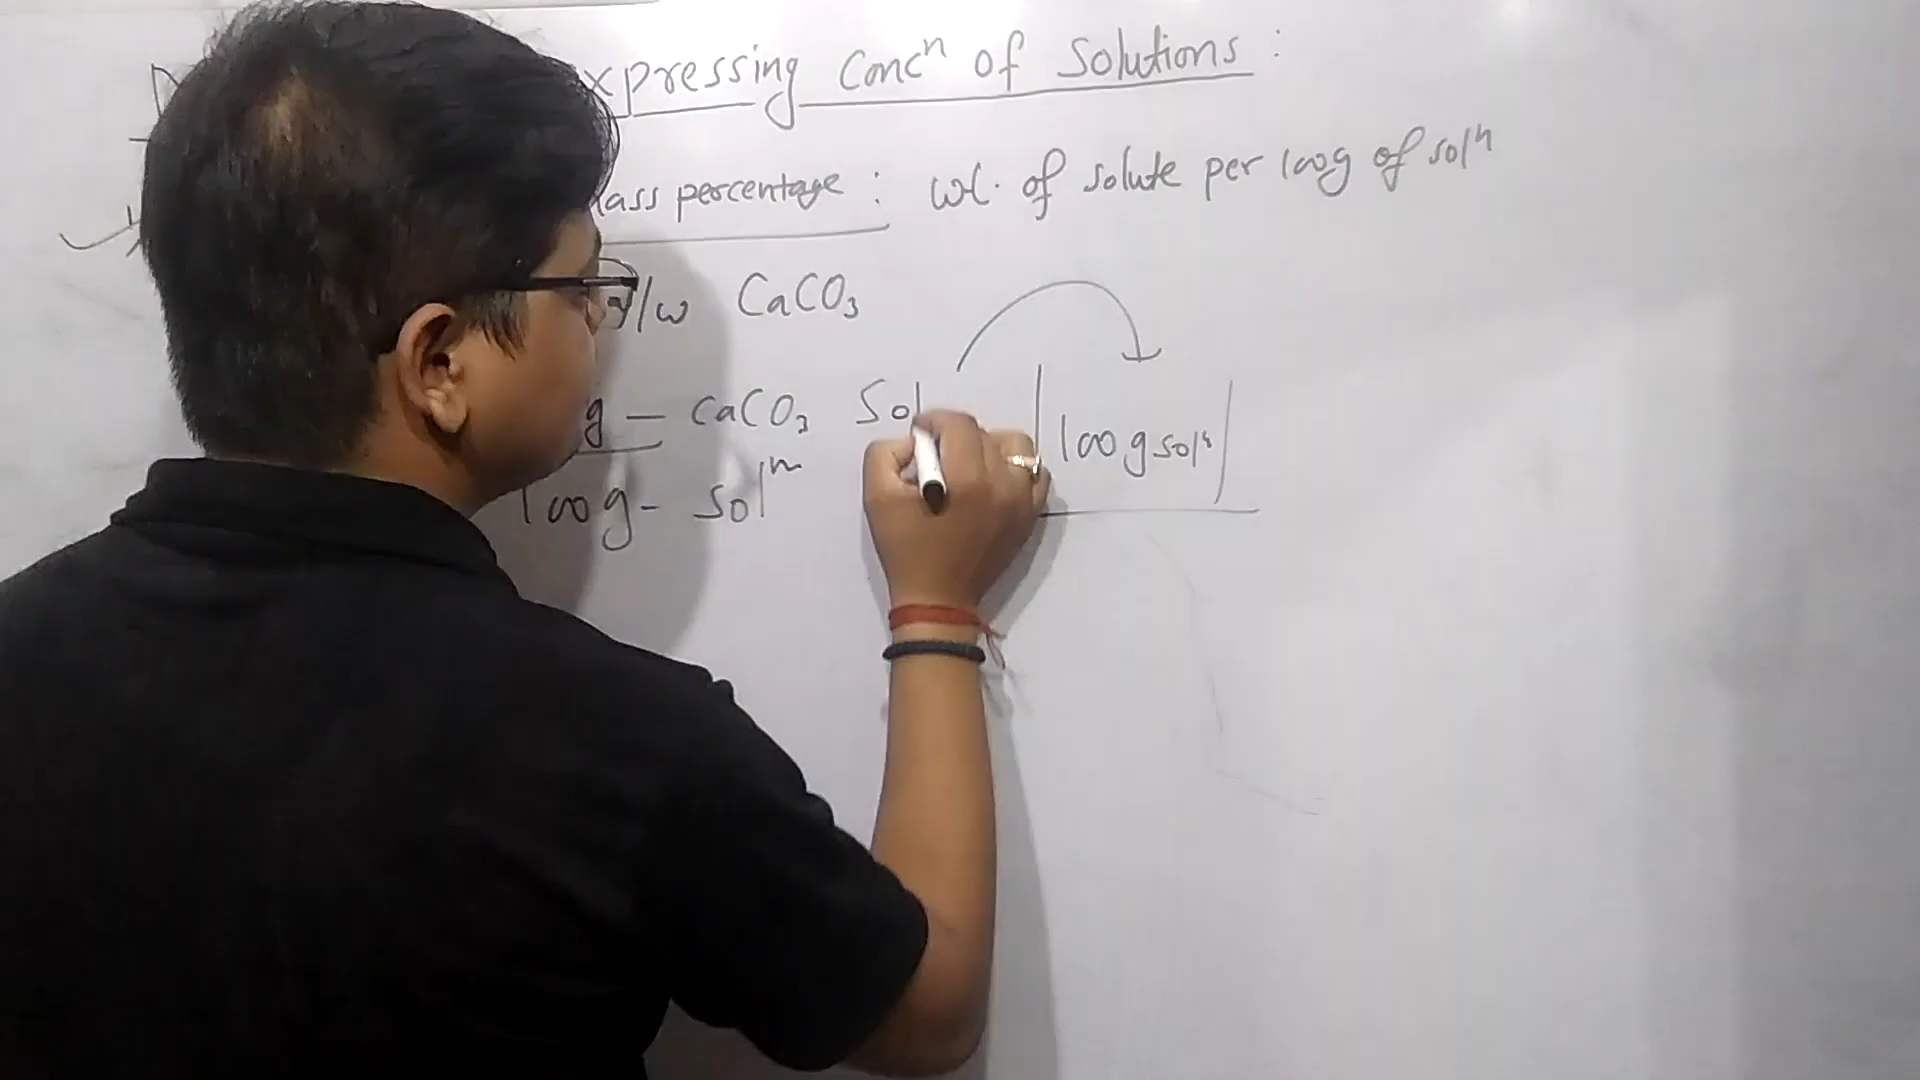 xpressing Concⁿ of Solutions :
ass percentage : wt. of solute per 100g of solⁿ
/w CaCO₃
g — CaCO₃ Sol
100g solⁿ
100g - solⁿ